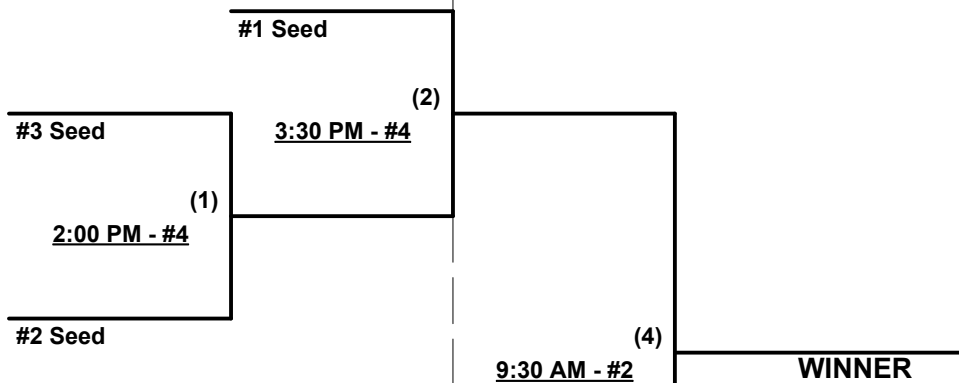 #1 Seed
(2)
3:30 PM - #4
#3 Seed
(1)
2:00 PM - #4
#2 Seed
(4)
9:30 AM - #2
WINNER